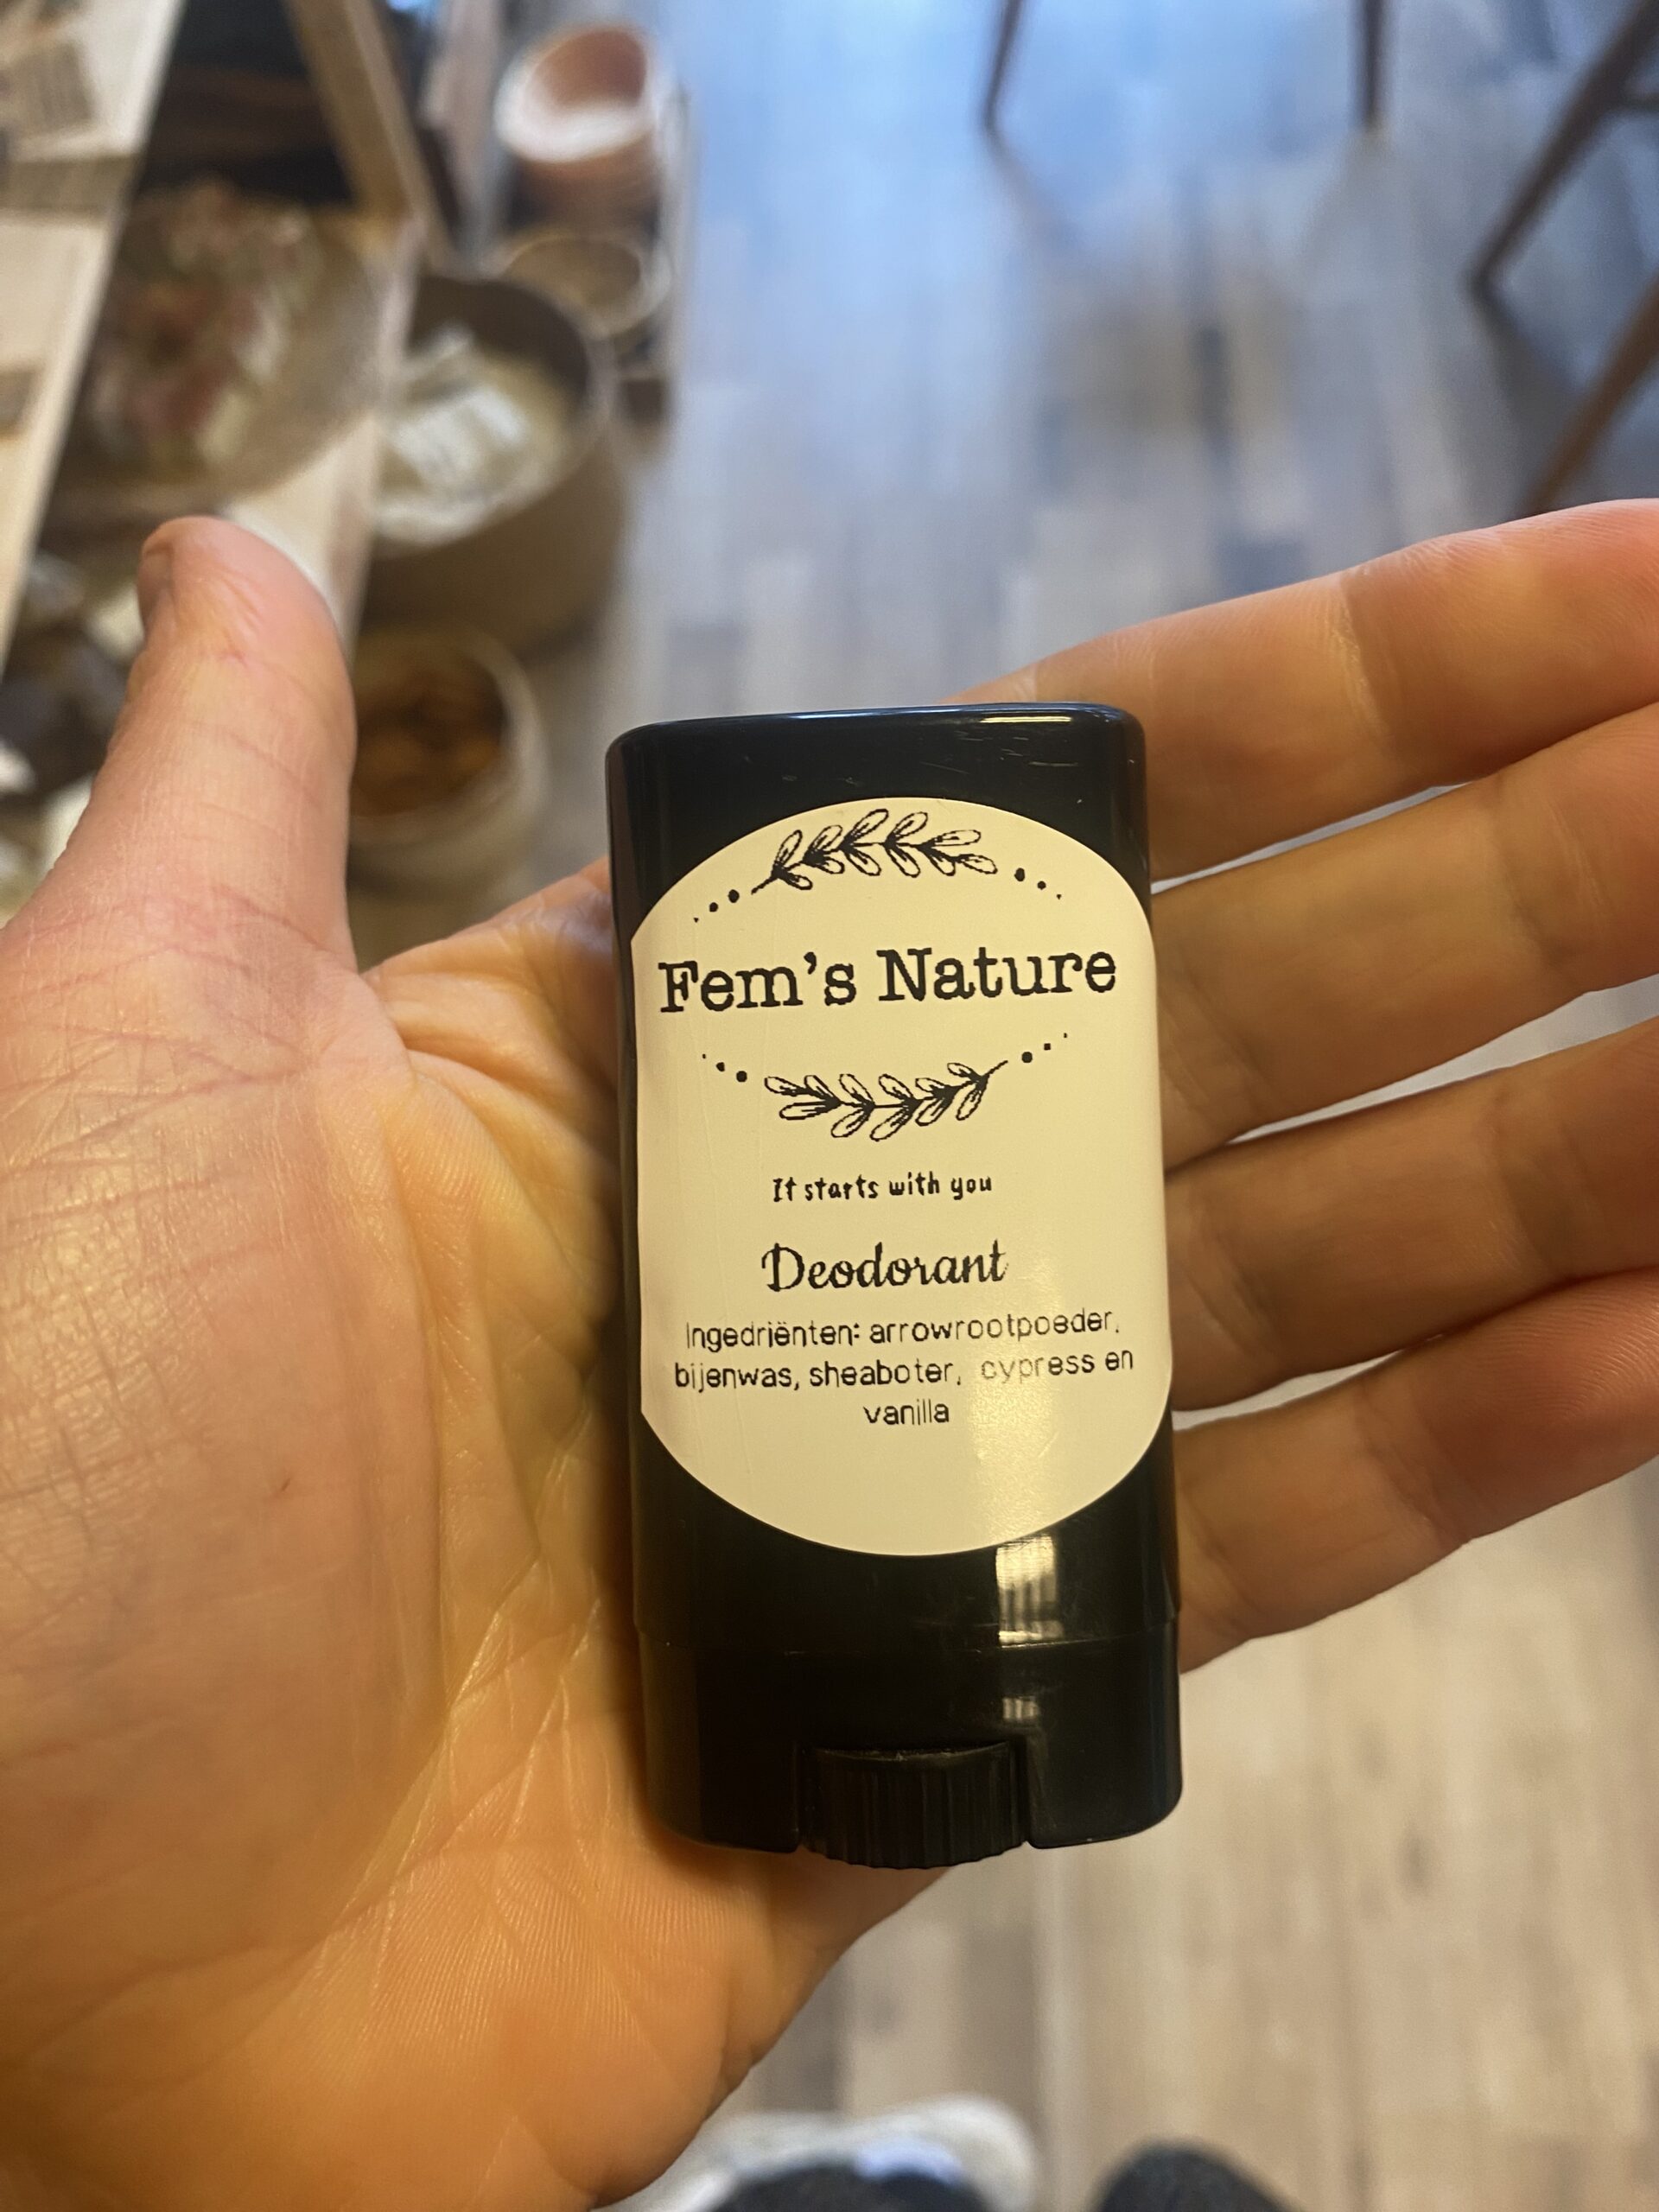 Fem's Nature
It starts with you
Deodorant
Ingedriënten: arrowrootpoeder,
bijenwas, sheaboter, cypress en
vanilla